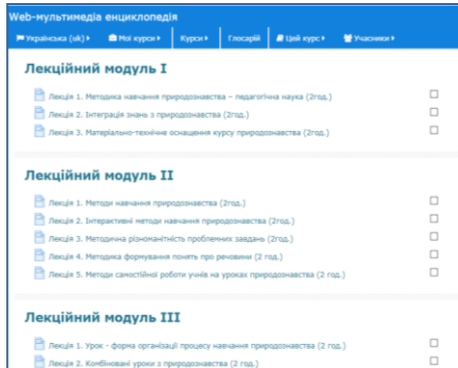 Web-мультимедіа енциклопедія
Українська (uk) Мої курси Курси Глосарій Цей курс Учасники
Лекційний модуль I
Лекція 1. Методика навчання природознавства – педагогічна наука (2год.)
Лекція 2. Інтеграція знань з природознавства (2год.)
Лекція 3. Матеріально-технічне оснащення курсу природознавства (2год.)
Лекційний модуль II
Лекція 1. Методи навчання природознавства (2год.)
Лекція 2. Інтерактивні методи навчання природознавства (2год.)
Лекція 3. Методична різноманітність проблемних завдань (2год.)
Лекція 4. Методика формування понять про речовини (2 год.)
Лекція 5. Методи самостійної роботи учнів на уроках природознавства (2 год.)
Лекційний модуль III
Лекція 1. Урок - форма організації процесу навчання природознавства (2 год.)
Лекція 2. Комбіновані уроки з природознавства (2 год.)